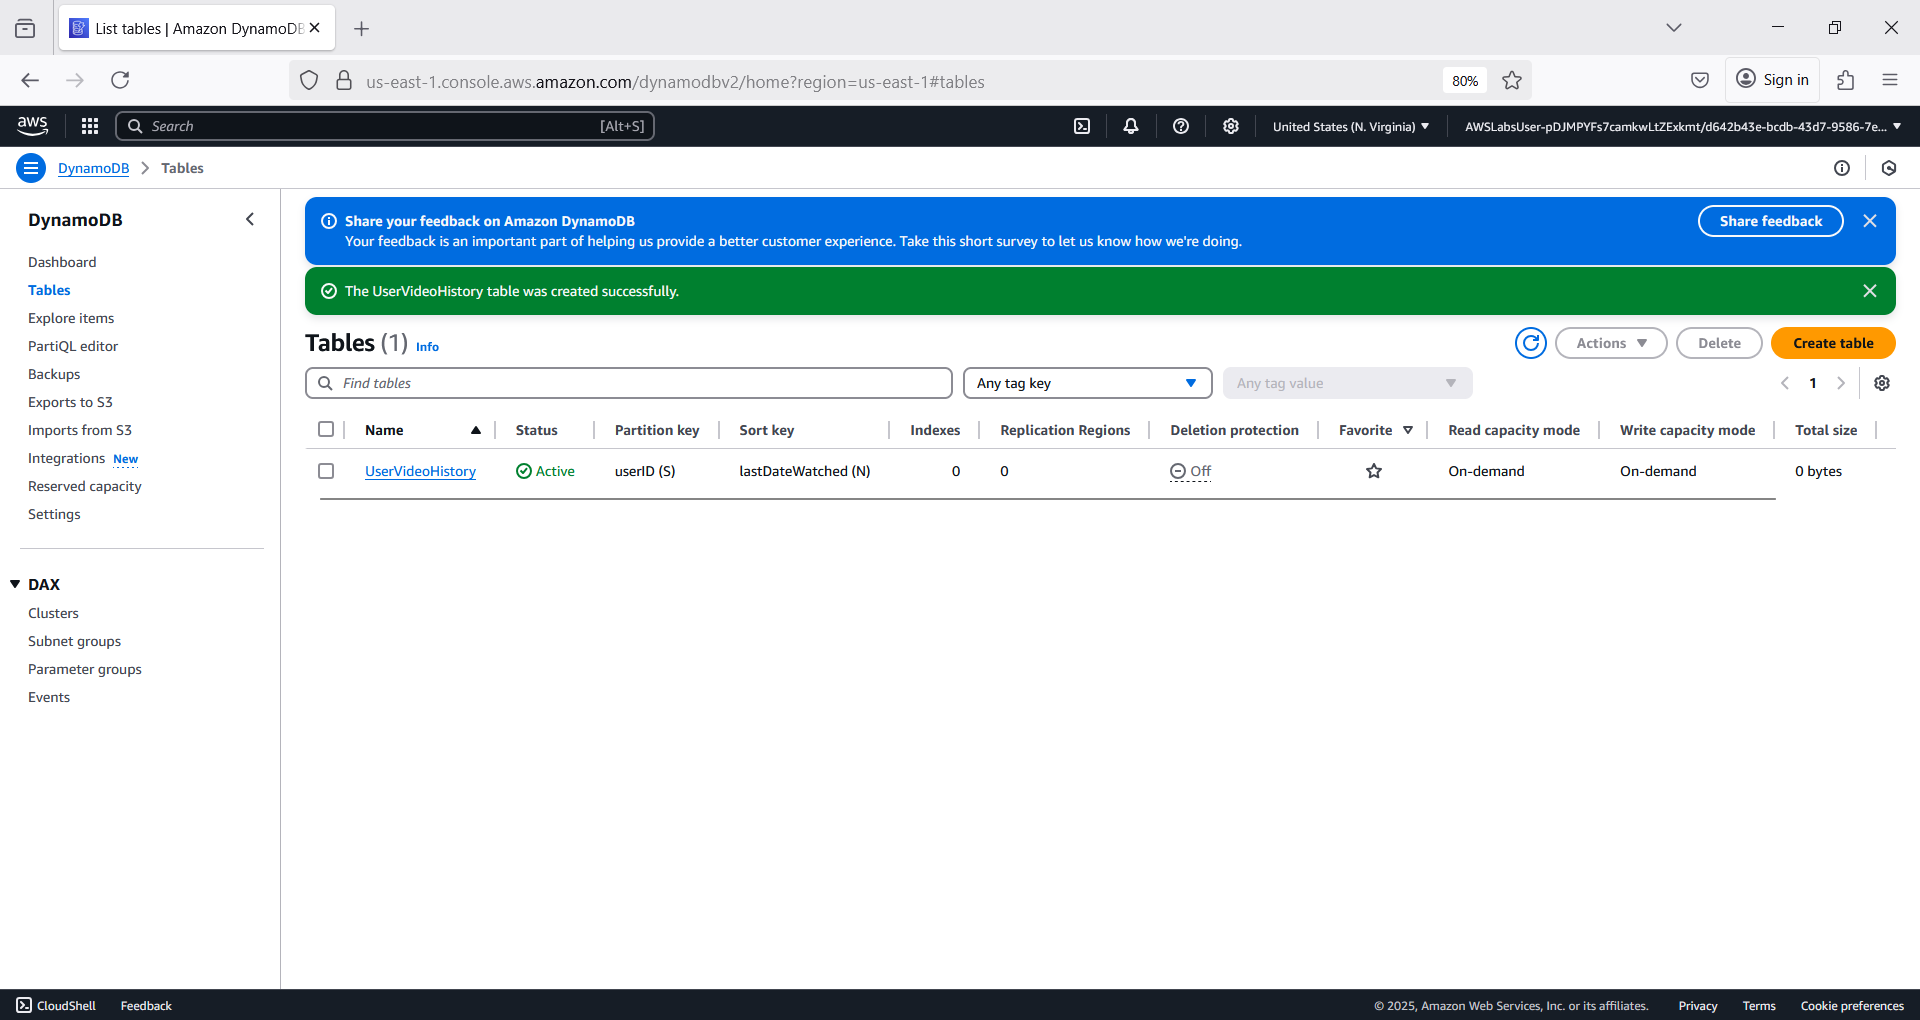 List tables | Amazon DynamoDB
us-east-1.console.aws.amazon.com/dynamodbv2/home?region=us-east-1#tables
80%
Sign in
aws
Search
[Alt+S]
United States (N. Virginia)
AWSLabsUser-pDJMPYFs7camkwLtZExkmt/d642b43e-bcdb-43d7-9586-7e...
DynamoDB
Tables
DynamoDB
Dashboard
Tables
Explore items
PartiQL editor
Backups
Exports to S3
Imports from S3
Integrations New
Reserved capacity
Settings
DAX
Clusters
Subnet groups
Parameter groups
Events
Share your feedback on Amazon DynamoDB
Your feedback is an important part of helping us provide a better customer experience. Take this short survey to let us know how we're doing.
Share feedback
The UserVideoHistory table was created successfully.
Tables (1) Info
Actions
Delete
Create table
Find tables
Any tag key
Any tag value
1
Name Status Partition key Sort key Indexes Replication Regions Deletion protection Favorite Read capacity mode Write capacity mode Total size
UserVideoHistory Active userID (S) lastDateWatched (N) 0 0 Off On-demand On-demand 0 bytes
CloudShell Feedback
© 2025, Amazon Web Services, Inc. or its affiliates. Privacy Terms Cookie preferences